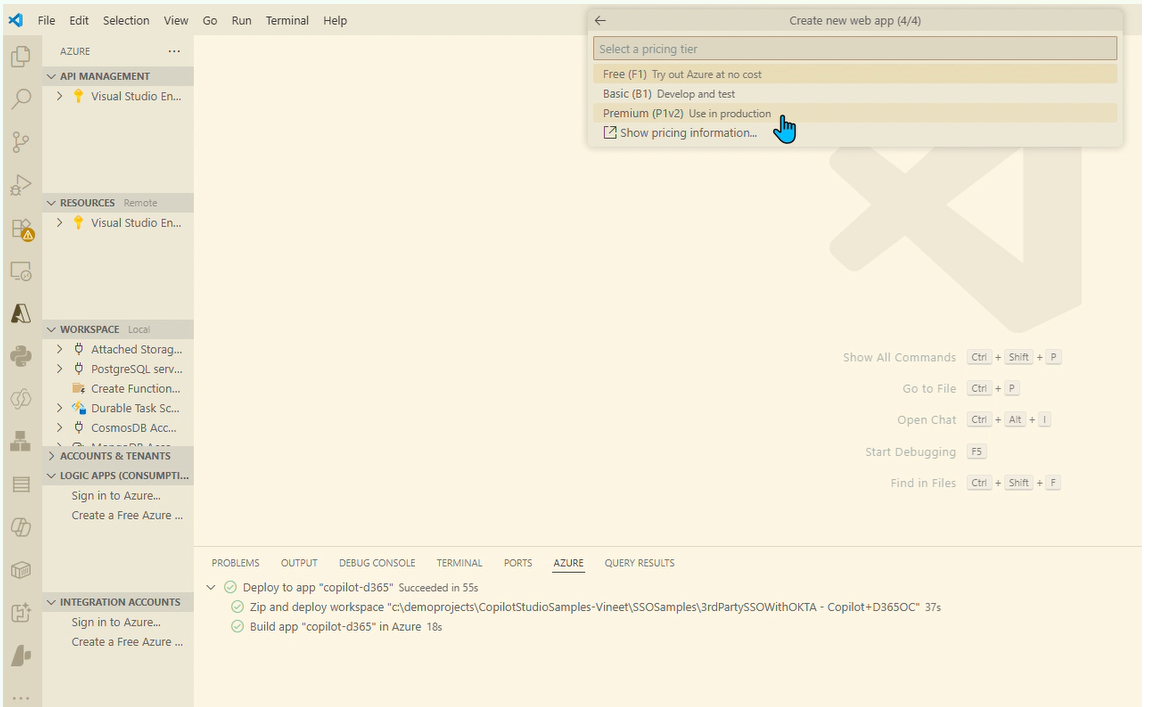 File Edit Selection View Go Run Terminal Help
Create new web app (4/4)
Select a pricing tier
Free (F1) Try out Azure at no cost
Basic (B1) Develop and test
Premium (P1v2) Use in production
Show pricing information...
AZURE
API MANAGEMENT
Visual Studio En...
RESOURCES Remote
Visual Studio En...
WORKSPACE Local
Attached Storag...
PostgreSQL serv...
Create Function...
Durable Task Sc...
CosmosDB Acc...
ACCOUNTS & TENANTS
LOGIC APPS (CONSUMPTI...
Sign in to Azure...
Create a Free Azure ...
INTEGRATION ACCOUNTS
Sign in to Azure...
Create a Free Azure ...
Show All Commands Ctrl + Shift + P
Go to File Ctrl + P
Open Chat Ctrl + Alt + I
Start Debugging F5
Find in Files Ctrl + Shift + F
PROBLEMS OUTPUT DEBUG CONSOLE TERMINAL PORTS AZURE QUERY RESULTS
Deploy to app "copilot-d365" Succeeded in 55s
Zip and deploy workspace "c:\demoprojects\CopilotStudioSamples-Vineet\SSOSamples\3rdPartySSOWithOKTA - Copilot+D365OC" 37s
Build app "copilot-d365" in Azure 18s